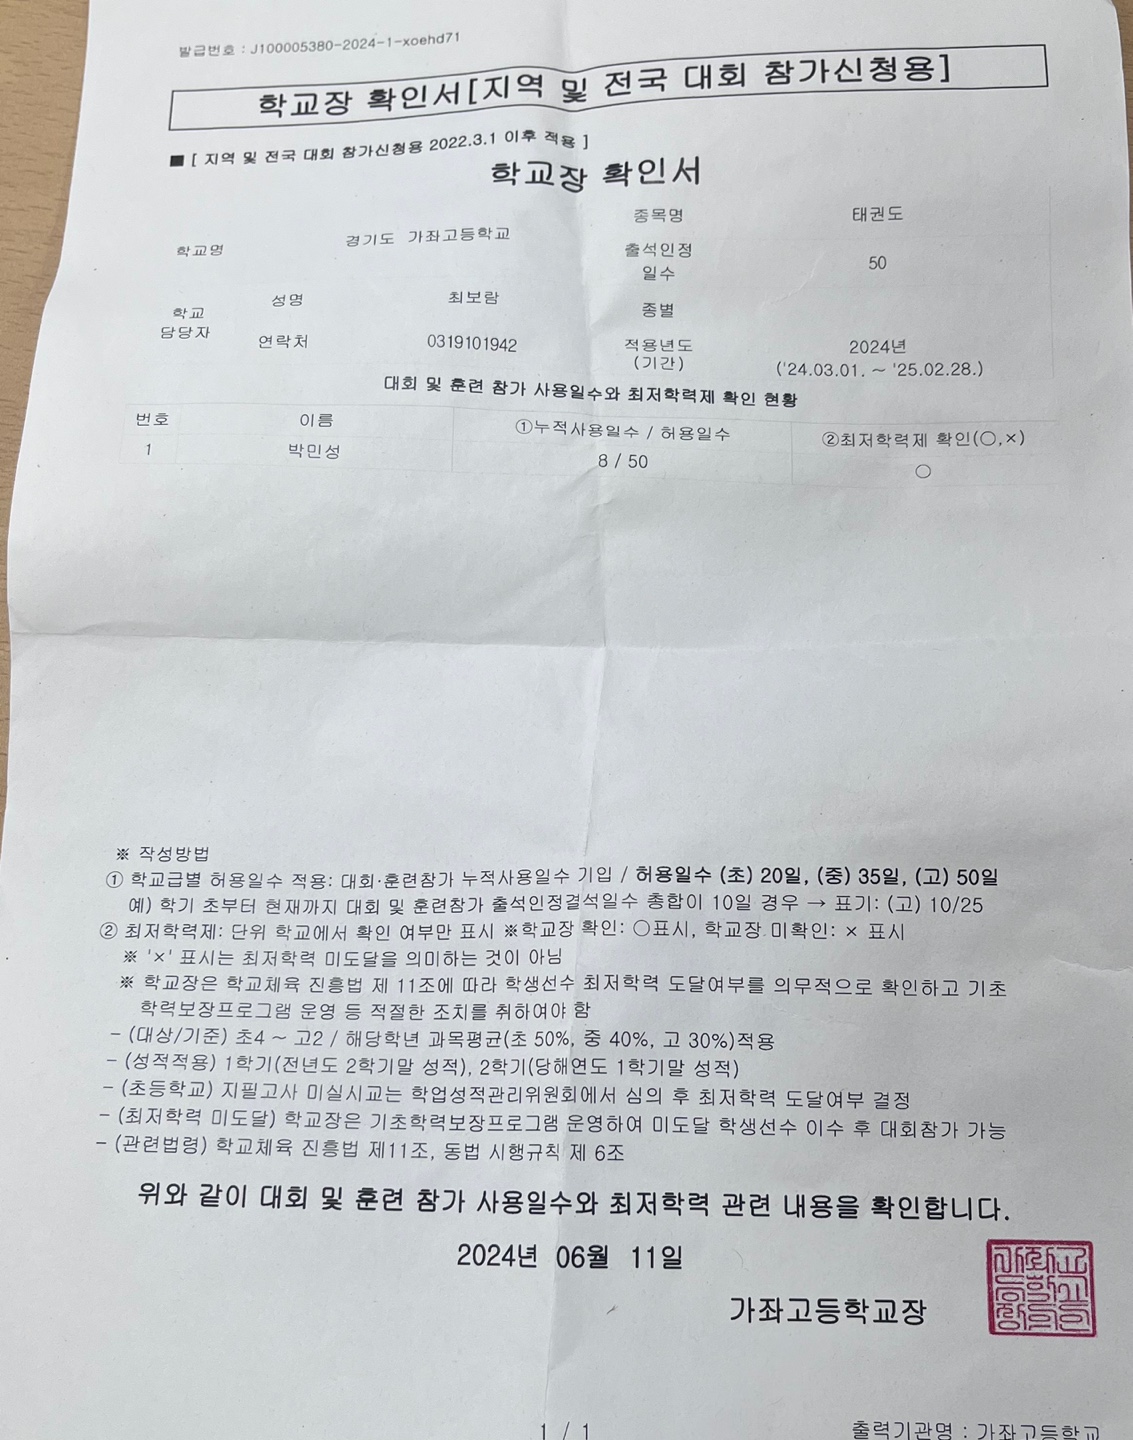 발급번호 : J100005380-2024-1-xoehd71
학교장 확인서[지역 및 전국 대회 참가신청용]
■ [ 지역 및 전국 대회 참가신청용 2022.3.1 이후 적용 ]
학교장 확인서
학교명 경기도 가좌고등학교 종목명 태권도
출석인정 일수 50
학교 담당자 성명 최보람 종별
연락처 0319101942 적용년도 (기간) 2024년 ('24.03.01. ~ '25.02.28.)
대회 및 훈련 참가 사용일수와 최저학력제 확인 현황
번호 이름 ①누적사용일수 / 허용일수 ②최저학력제 확인(○,×)
1 박민성 8 / 50 ○
※ 작성방법
① 학교급별 허용일수 적용: 대회·훈련참가 누적사용일수 기입 / 허용일수 (초) 20일, (중) 35일, (고) 50일
예) 학기 초부터 현재까지 대회 및 훈련참가 출석인정결석일수 총합이 10일 경우 → 표기: (고) 10/25
② 최저학력제: 단위 학교에서 확인 여부만 표시 ※학교장 확인: ○표시, 학교장 미확인: × 표시
※ '×' 표시는 최저학력 미도달을 의미하는 것이 아님
※ 학교장은 학교체육 진흥법 제 11조에 따라 학생선수 최저학력 도달여부를 의무적으로 확인하고 기초
학력보장프로그램 운영 등 적절한 조치를 취하여야 함
- (대상/기준) 초4 ~ 고2 / 해당학년 과목평균(초 50%, 중 40%, 고 30%)적용
- (성적적용) 1학기(전년도 2학기말 성적), 2학기(당해연도 1학기말 성적)
- (초등학교) 지필고사 미실시교는 학업성적관리위원회에서 심의 후 최저학력 도달여부 결정
- (최저학력 미도달) 학교장은 기초학력보장프로그램 운영하여 미도달 학생선수 이수 후 대회참가 가능
- (관련법령) 학교체육 진흥법 제11조, 동법 시행규칙 제 6조
위와 같이 대회 및 훈련 참가 사용일수와 최저학력 관련 내용을 확인합니다.
2024년 06월 11일
가좌고등학교장
가좌고
등학교
장의인
1 / 1
출력기관명 : 가좌고등학교